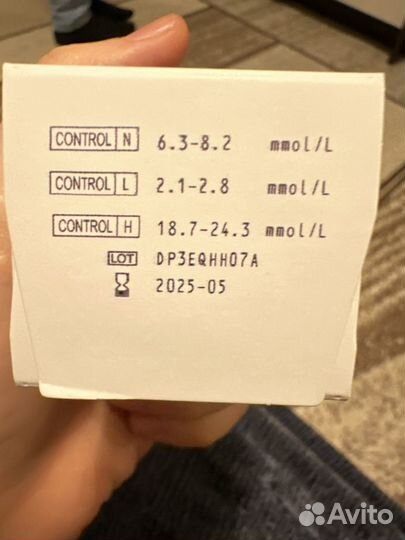 CONTROL N 6.3-8.2 mmol/L
CONTROL L 2.1-2.8 mmol/L
CONTROL H 18.7-24.3 mmol/L
LOT DP3EQHH07A
2025-05
Avito